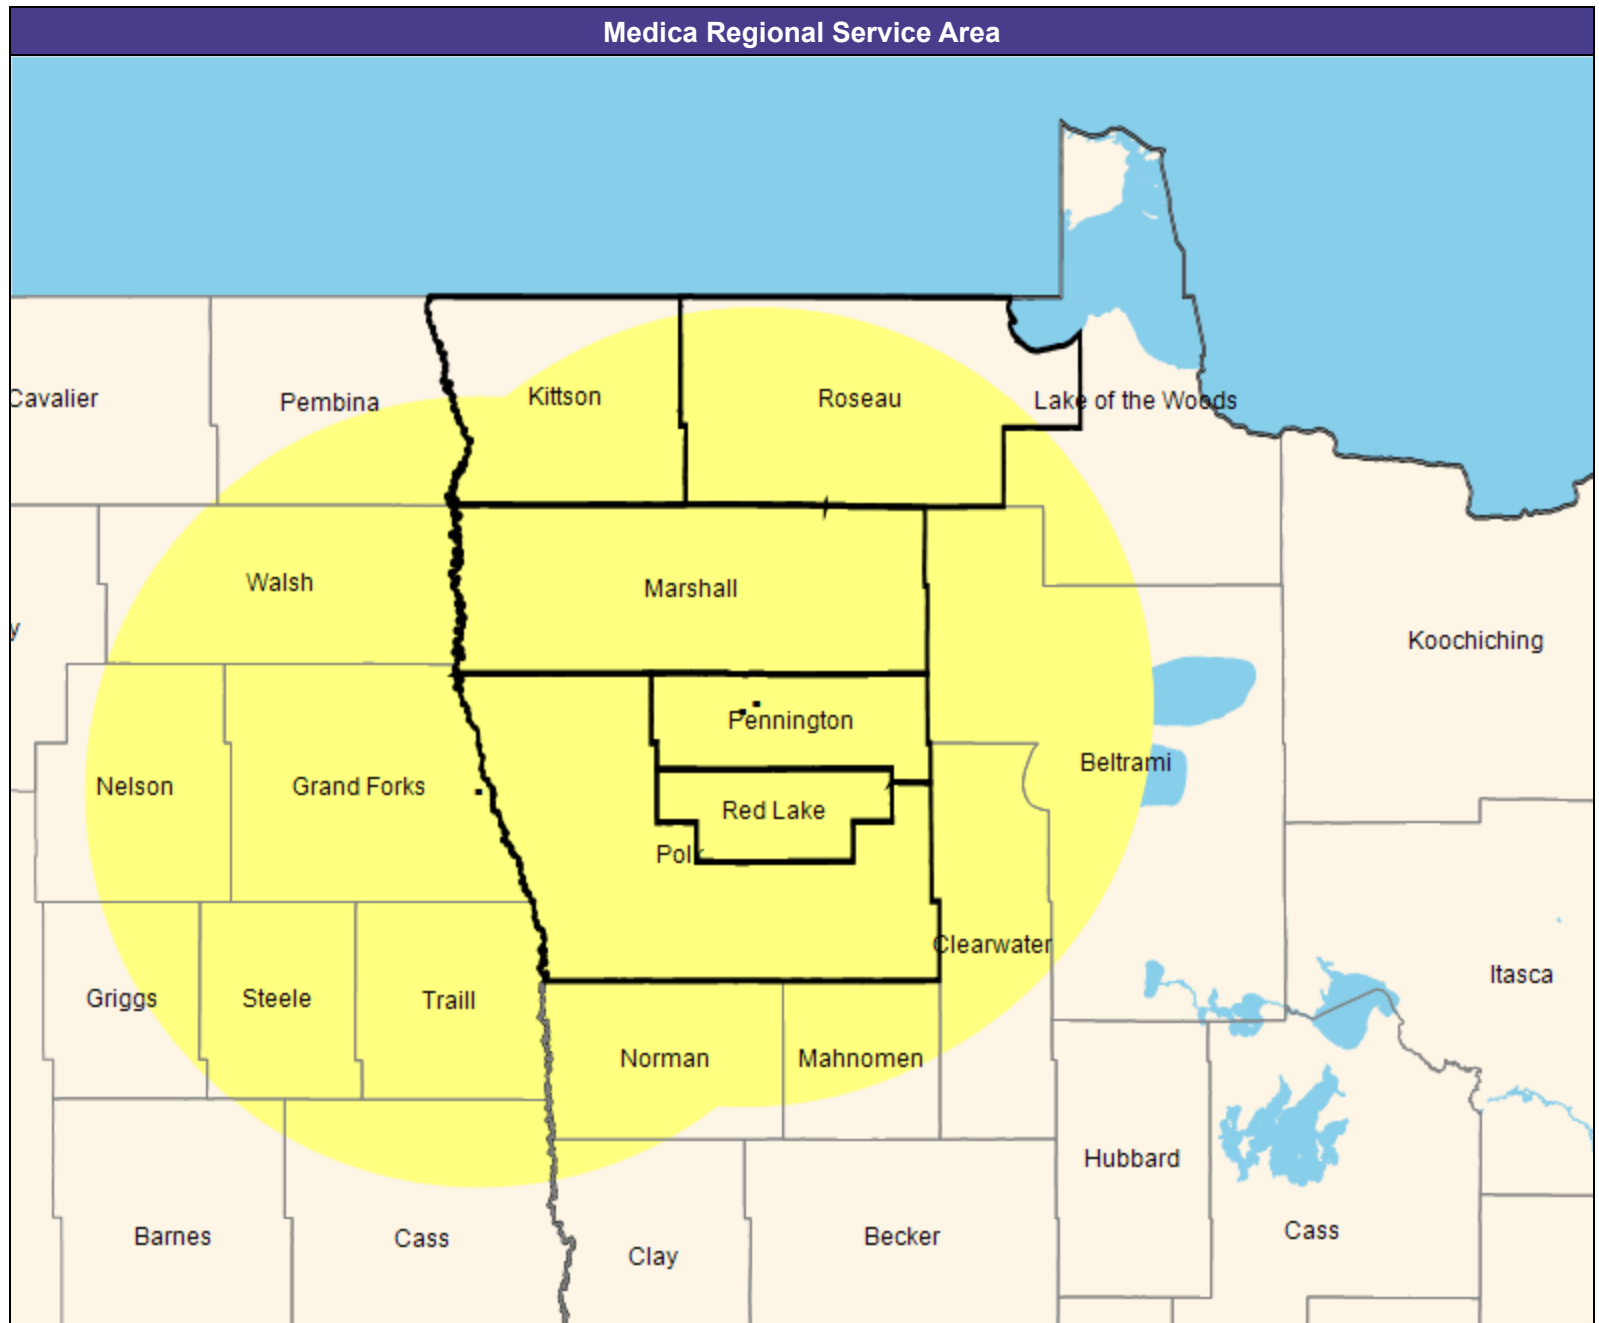 Medica Regional Service Area
Cavalier
Pembina
Kittson
Roseau
Lake of the Woods
Walsh
Marshall
y
Koochiching
Pennington
Nelson
Grand Forks
Red Lake
Beltrami
Polk
Clearwater
Griggs
Steele
Traill
Itasca
Norman
Mahnomen
Hubbard
Barnes
Cass
Clay
Becker
Cass